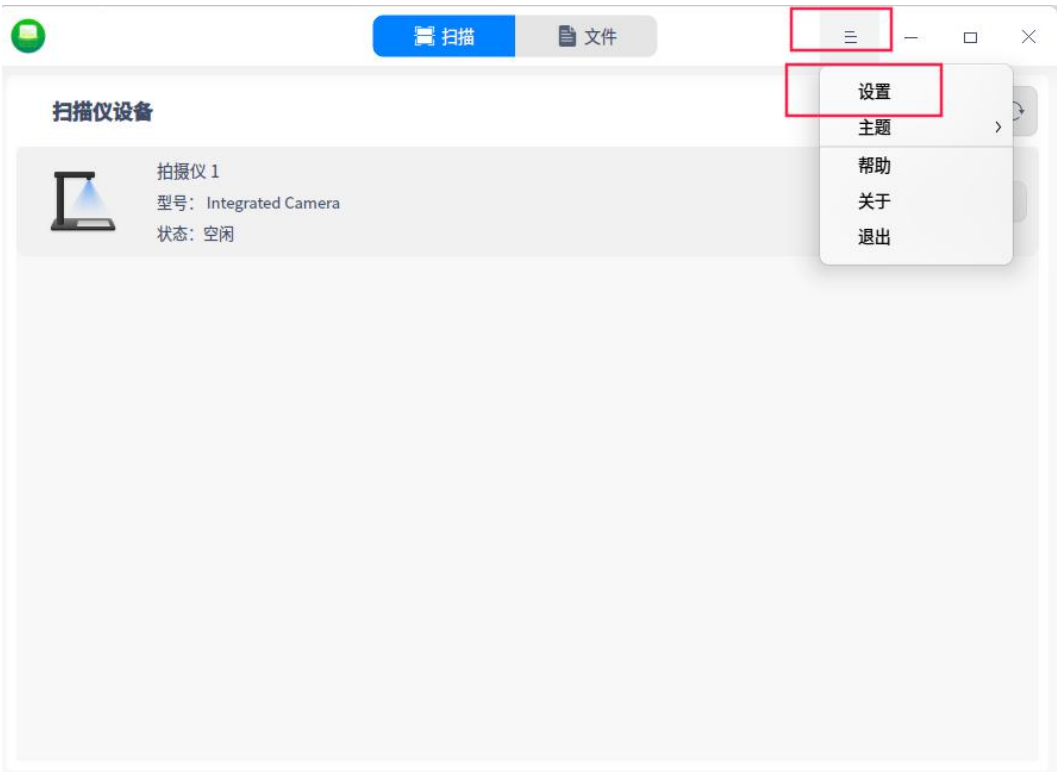 扫描
文件
扫描仪设备
拍摄仪 1
型号： Integrated Camera
状态：空闲
设置
主题
帮助
关于
退出